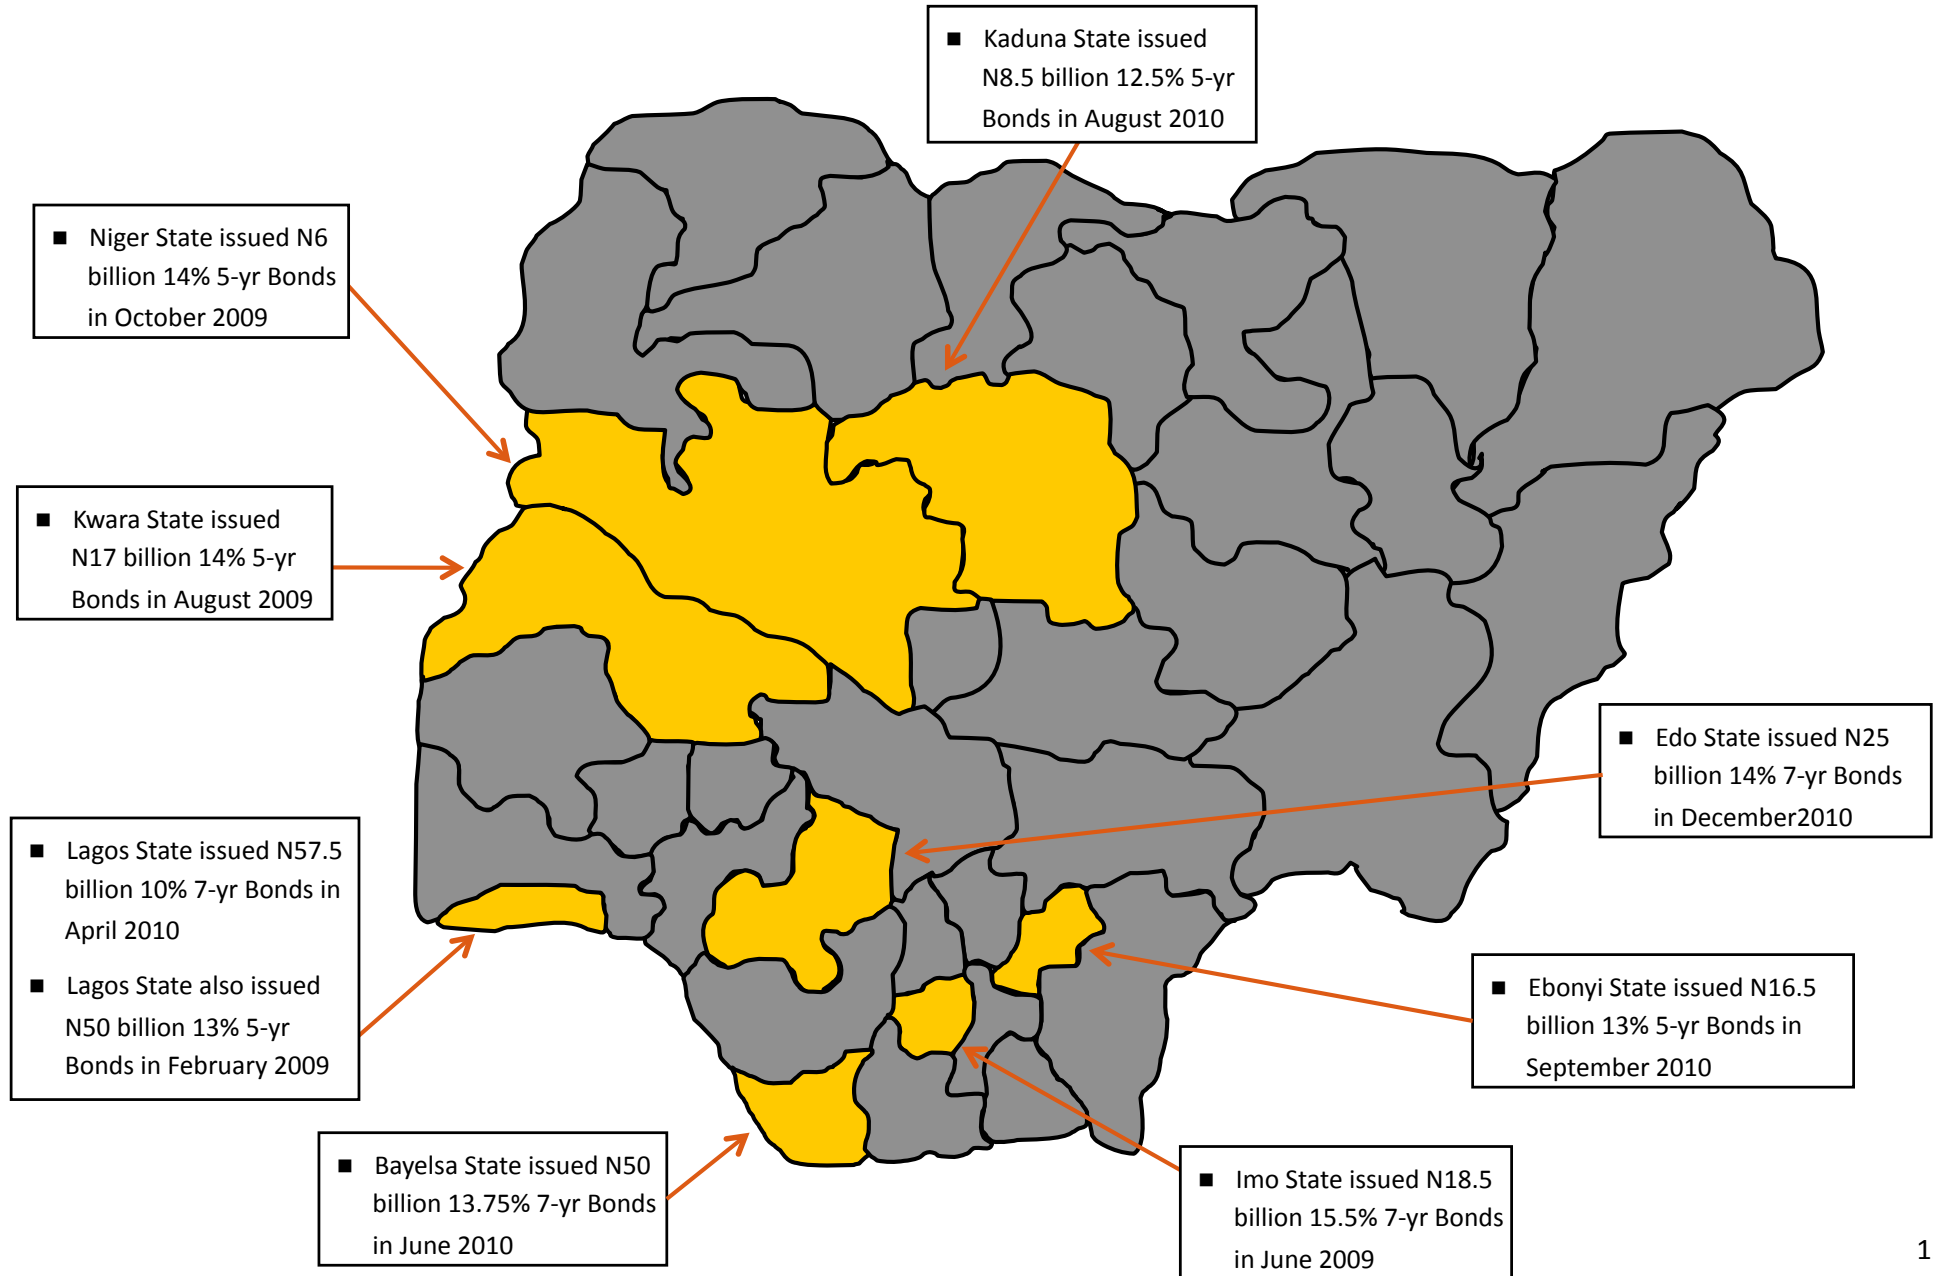 ■ Kaduna State issued
N8.5 billion 12.5% 5-yr
Bonds in August 2010
■ Niger State issued N6
billion 14% 5-yr Bonds
in October 2009
■ Kwara State issued
N17 billion 14% 5-yr
Bonds in August 2009
■ Edo State issued N25
billion 14% 7-yr Bonds
in December2010
■ Lagos State issued N57.5
billion 10% 7-yr Bonds in
April 2010
■ Lagos State also issued
N50 billion 13% 5-yr
Bonds in February 2009
■ Ebonyi State issued N16.5
billion 13% 5-yr Bonds in
September 2010
■ Bayelsa State issued N50
billion 13.75% 7-yr Bonds
in June 2010
■ Imo State issued N18.5
billion 15.5% 7-yr Bonds
in June 2009
1